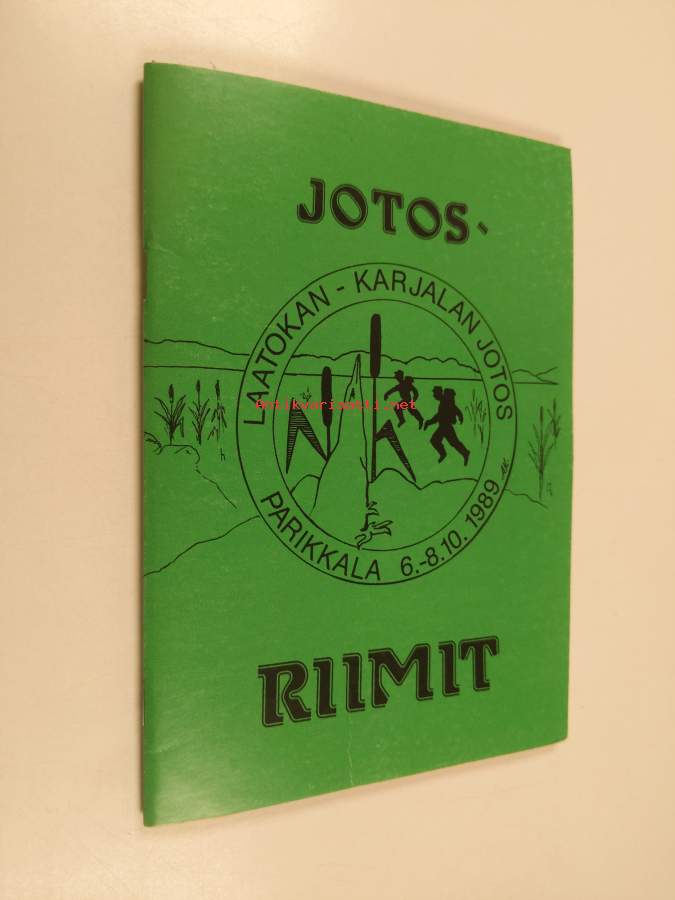 JOTOS-
LAATOKAN - KARJALAN JOTOS
Antikvariaatti.net
PARIKKALA 6.-8.10. 1989
RIIMIT